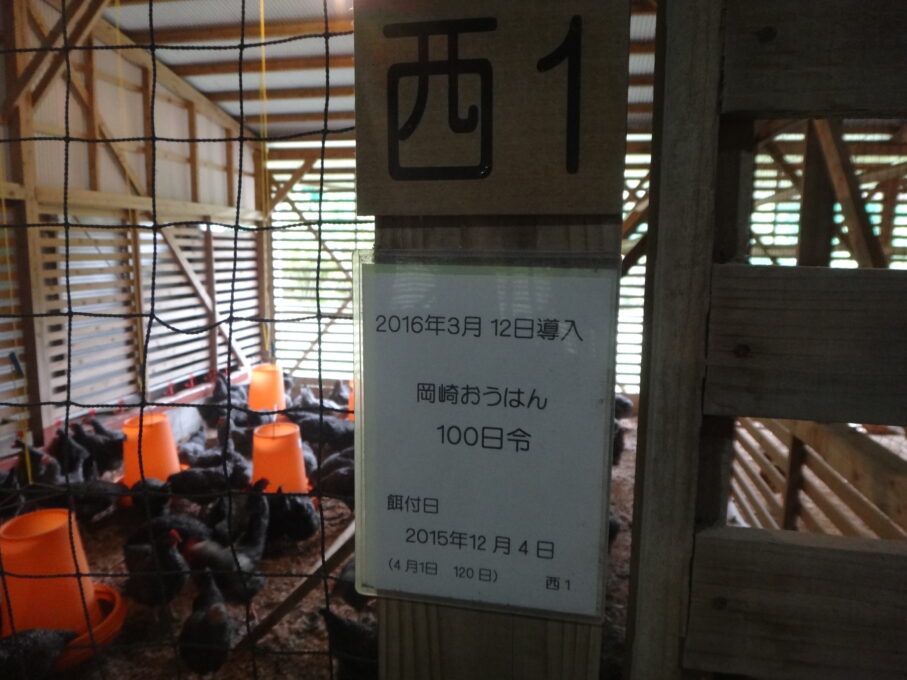 西1
2016年3月 12日導入
岡崎おうはん
100日令
餌付日
2015年12月4日
(4月1日 120日)
西1